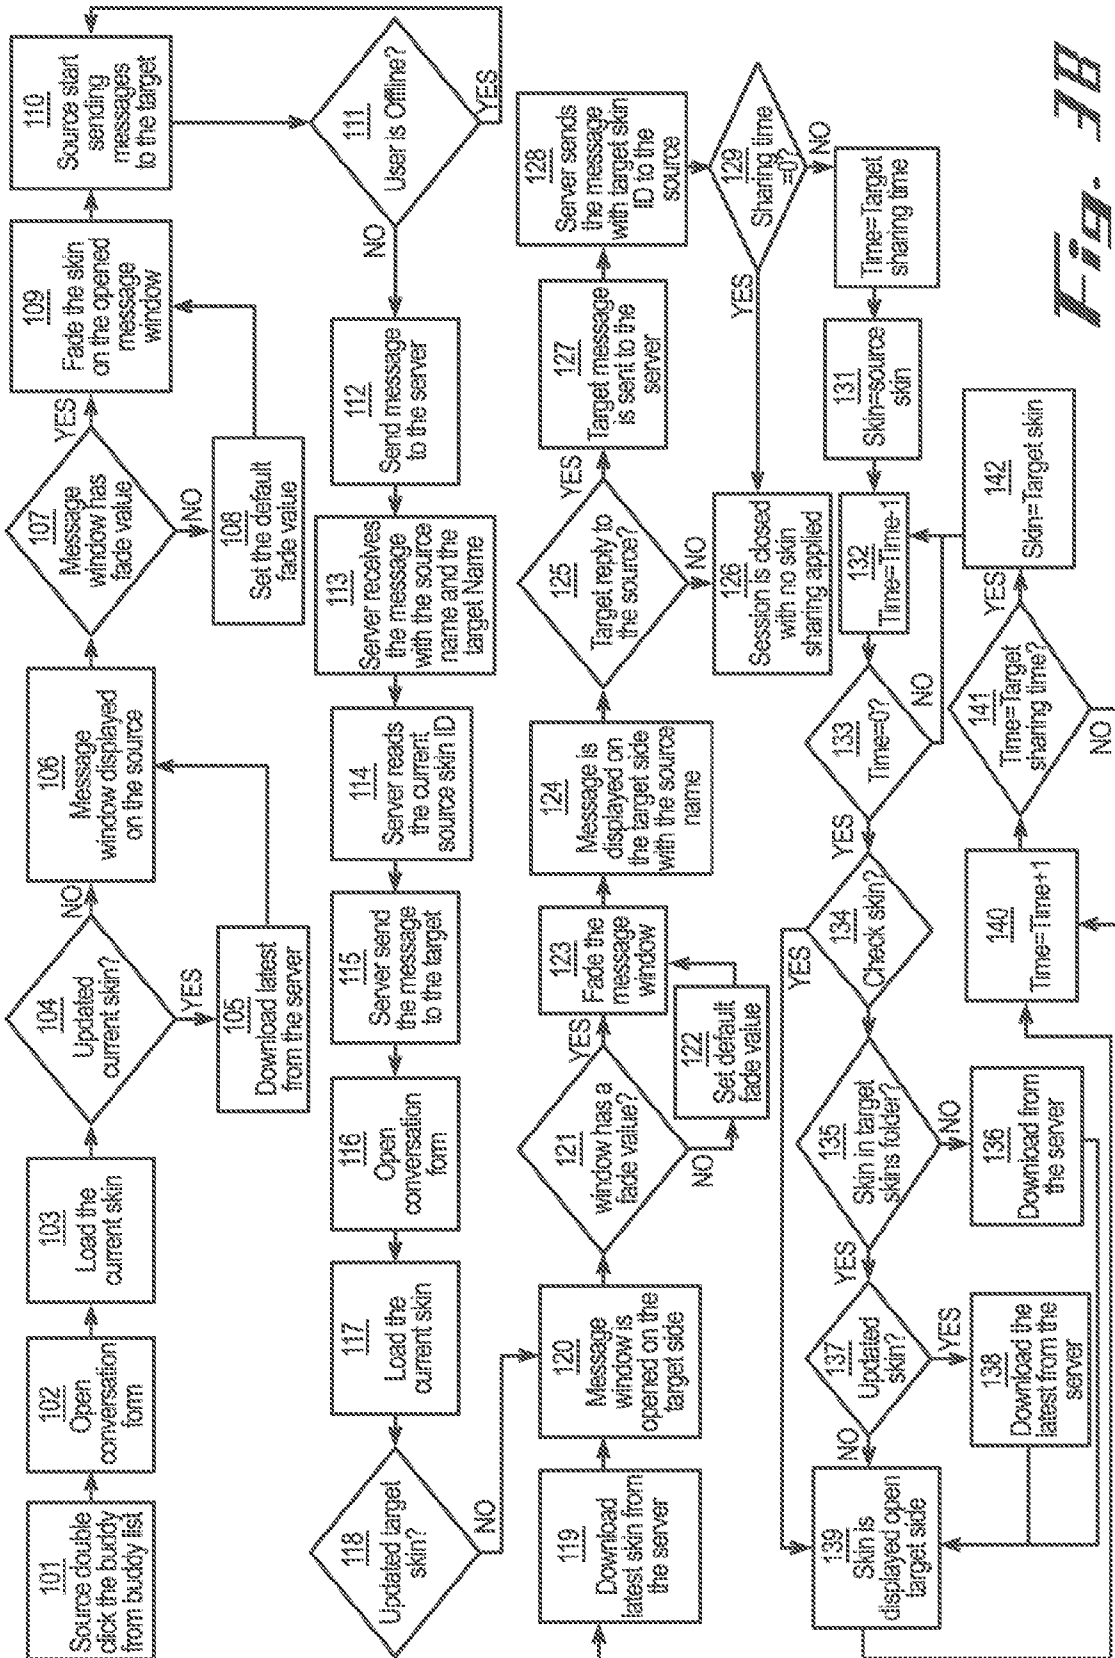 101
Source double
click the buddy
from buddy list
102
Open
conversation
form
103
Load the
current skin
104
Updated
current skin?
NO
YES
105
Download latest
from the server
106
Message
window displayed
on the source
107
Message
window has
fade value
YES
NO
108
Set the default
fade value
109
Fade the skin
on the opened
message
window
110
Source start
sending
messages
to the target
111
User is Offline?
YES
NO
112
Send message
to the server
113
Server receives
the message
with the source
name and the
target Name
114
Server reads
the current
source skin ID
115
Server send
the message
to the target
116
Open
conversation
form
117
Load the
current skin
118
Updated target
skin?
NO
119
Download
latest skin from
the server
120
Message
window is
opened on the
target side
121
window has a
fade value?
YES
NO
122
Set default
fade value
123
Fade the
message
window
124
Message is
displayed on
the target side
with the source
name
125
Target reply to
the source?
YES
NO
126
Session is closed
with no skin
sharing applied
127
Target message
is sent to the
server
128
Server sends
the message
with target skin
ID to the
source
129
Sharing time
=0?
YES
NO
Time=Target
sharing time
131
Skin=source
skin
132
Time=Time-1
133
Time=0?
NO
YES
134
Check skin?
YES
135
Skin in target
skins folder?
NO
YES
136
Download from
the server
137
Updated
skin?
YES
NO
138
Download the
latest from the
server
139
Skin is
displayed open
target side
140
Time=Time+1
141
Time=Target
sharing time?
YES
NO
142
Skin=Target skin
Fig. 3B